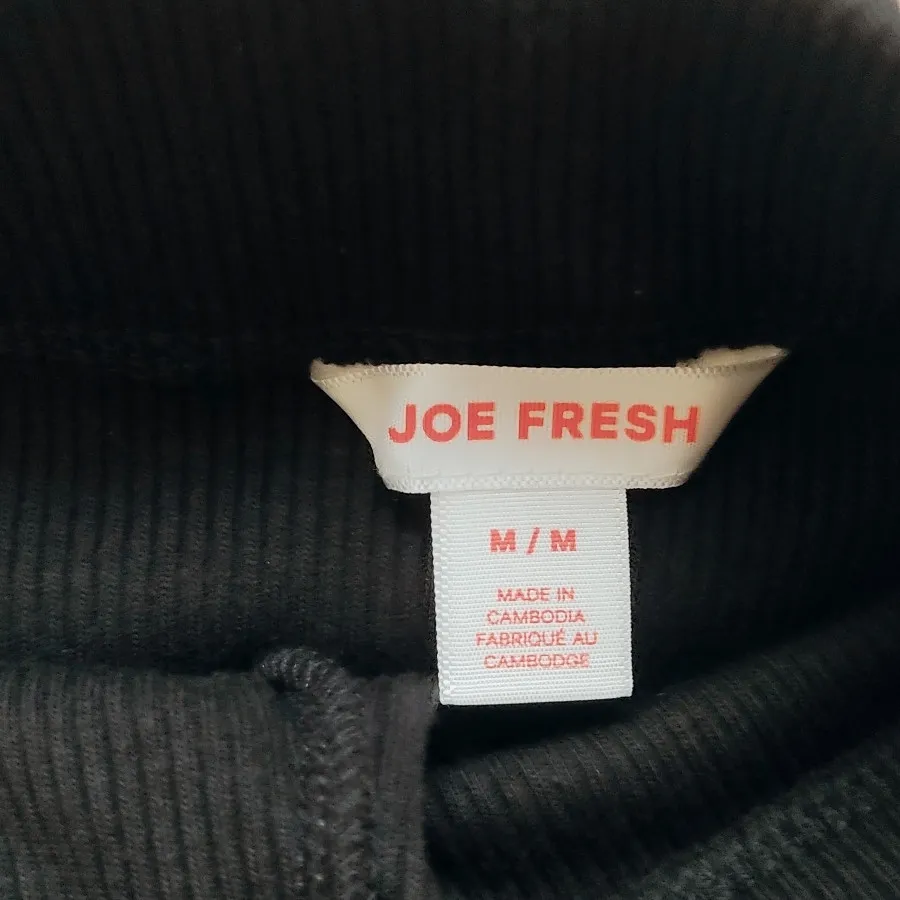 JOE FRESH
M / M
MADE IN
CAMBODIA
FABRIQUÉ AU
CAMBODGE